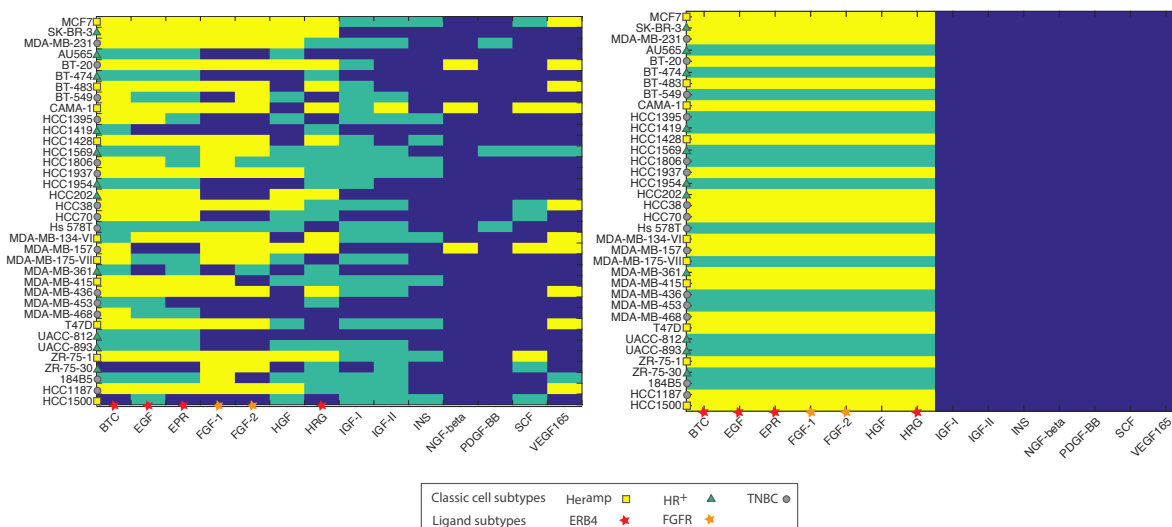 MCF7
SK-BR-3
MDA-MB-231
AU565
BT-20
BT-474
BT-483
BT-549
CAMA-1
HCC1395
HCC1419
HCC1428
HCC1569
HCC1806
HCC1937
HCC1954
HCC202
HCC38
HCC70
Hs 578T
MDA-MB-134-VI
MDA-MB-157
MDA-MB-175-VII
MDA-MB-361
MDA-MB-415
MDA-MB-436
MDA-MB-453
MDA-MB-468
T47D
UACC-812
UACC-893
ZR-75-1
ZR-75-30
184B5
HCC1187
HCC1500
BTC
EGF
EPR
FGF-1
FGF-2
HGF
HRG
IGF-I
IGF-II
INS
NGF-beta
PDGF-BB
SCF
VEGF165
MCF7
SK-BR-3
MDA-MB-231
AU565
BT-20
BT-474
BT-483
BT-549
CAMA-1
HCC1395
HCC1419
HCC1428
HCC1569
HCC1806
HCC1937
HCC1954
HCC202
HCC38
HCC70
Hs 578T
MDA-MB-134-VI
MDA-MB-157
MDA-MB-175-VII
MDA-MB-361
MDA-MB-415
MDA-MB-436
MDA-MB-453
MDA-MB-468
T47D
UACC-812
UACC-893
ZR-75-1
ZR-75-30
184B5
HCC1187
HCC1500
BTC
EGF
EPR
FGF-1
FGF-2
HGF
HRG
IGF-I
IGF-II
INS
NGF-beta
PDGF-BB
SCF
VEGF165
Classic cell subtypes Heramp HR+ TNBC
Ligand subtypes ERB4 FGFR